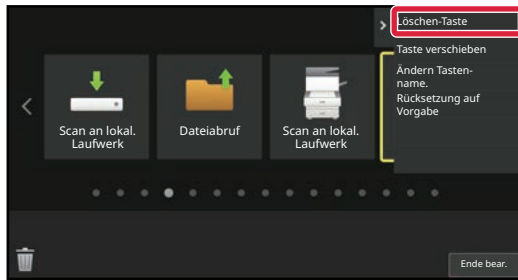 Löschen-Taste
Taste verschieben
Ändern Tasten-
name.
Rücksetzung auf
Vorgabe
Scan an lokal.
Laufwerk
Dateiabruf
Scan an lokal.
Laufwerk
Ende bear.